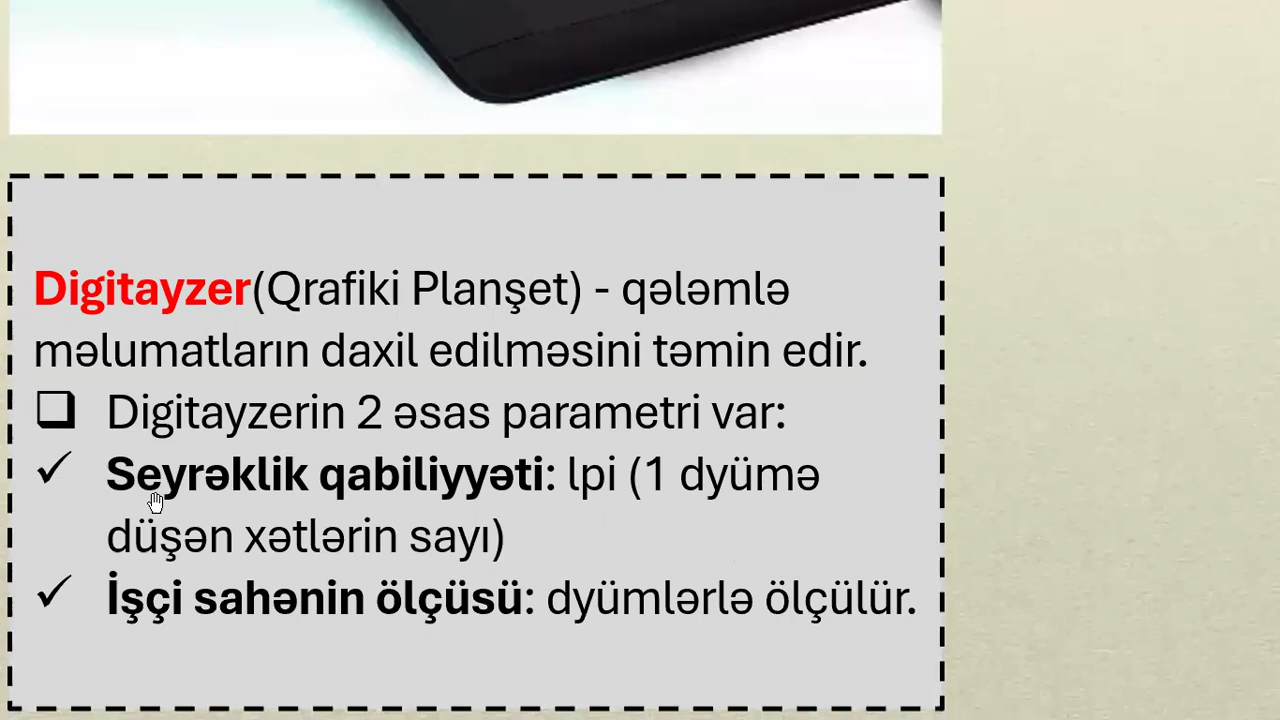 Digitayzer(Qrafiki Planşet) - qələmlə
məlumatların daxil edilməsini təmin edir.
❑ Digitayzerin 2 əsas parametri var:
✓ Seyrəklik qabiliyyəti: lpi (1 dyümə
düşən xətlərin sayı)
✓ İşçi sahənin ölçüsü: dyümlərlə ölçülür.